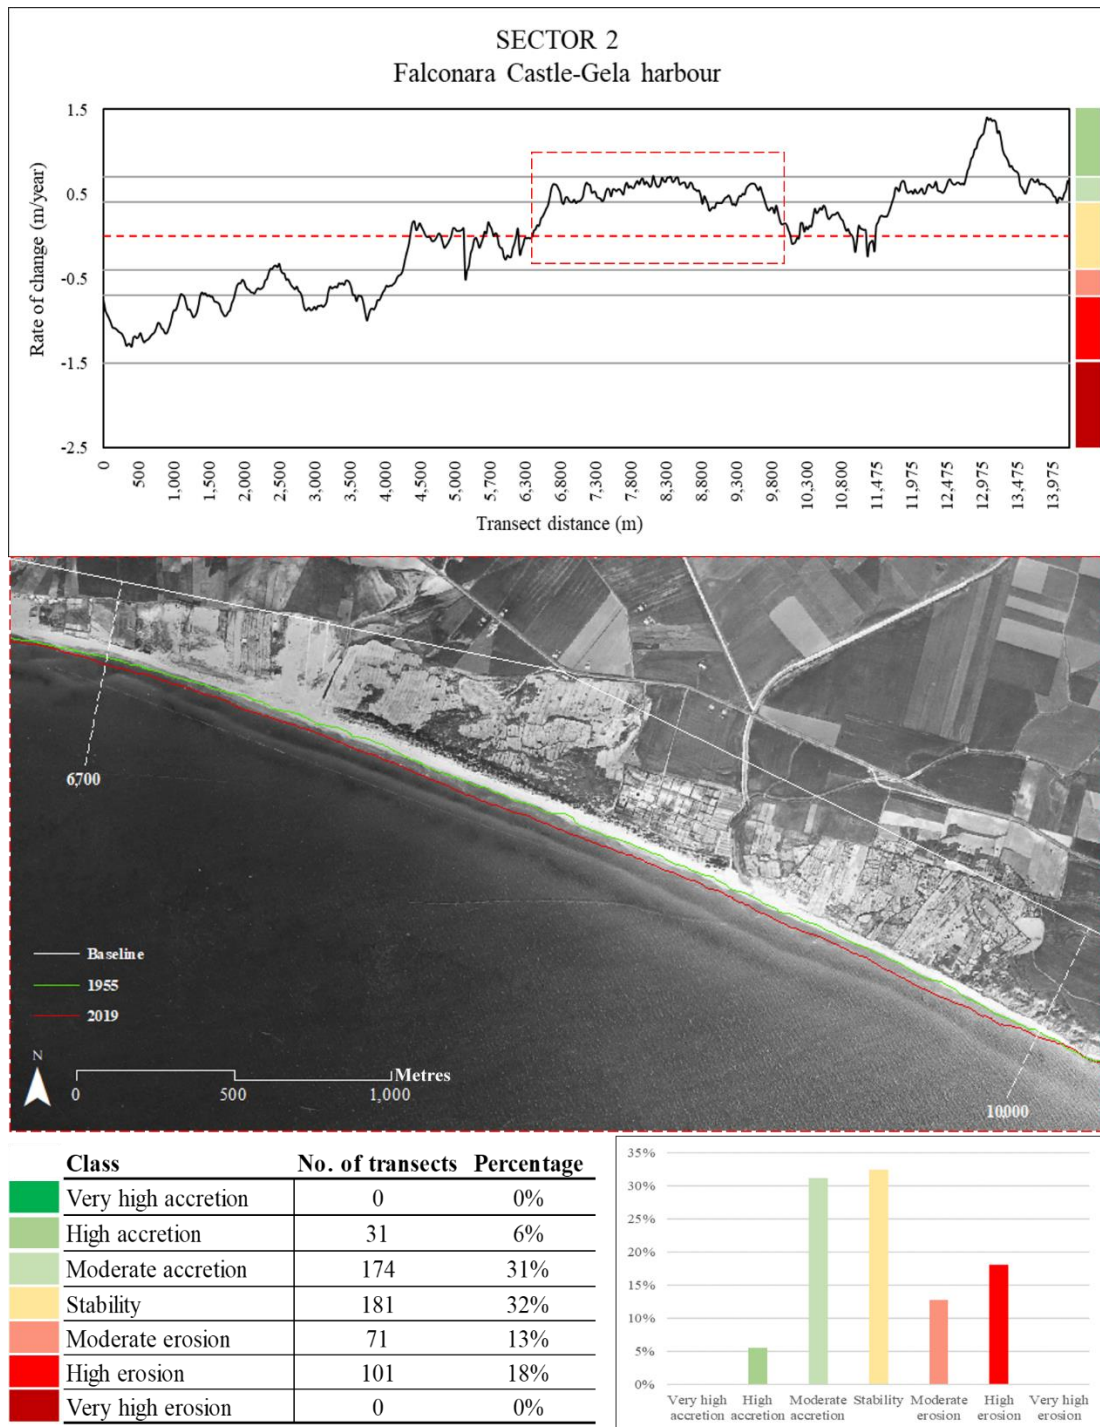 SECTOR 2
Falconara Castle-Gela harbour
1.5
0.5
-0.5
-1.5
-2.5
Rate of change (m/year)
0
500
1,000
1,500
2,000
2,500
3,000
3,500
4,000
4,500
5,000
5,700
6,300
6,800
7,300
7,800
8,300
8,800
9,300
9,800
10,300
10,800
11,475
11,975
12,475
12,975
13,475
13,975
Transect distance (m)
6,700
10,000
Baseline
1955
2019
N
0 500 1,000 Metres
Class No. of transects Percentage
Very high accretion 0 0%
High accretion 31 6%
Moderate accretion 174 31%
Stability 181 32%
Moderate erosion 71 13%
High erosion 101 18%
Very high erosion 0 0%
35%
30%
25%
20%
15%
10%
5%
0%
Very high accretion
High accretion
Moderate accretion
Stability
Moderate erosion
High erosion
Very high erosion